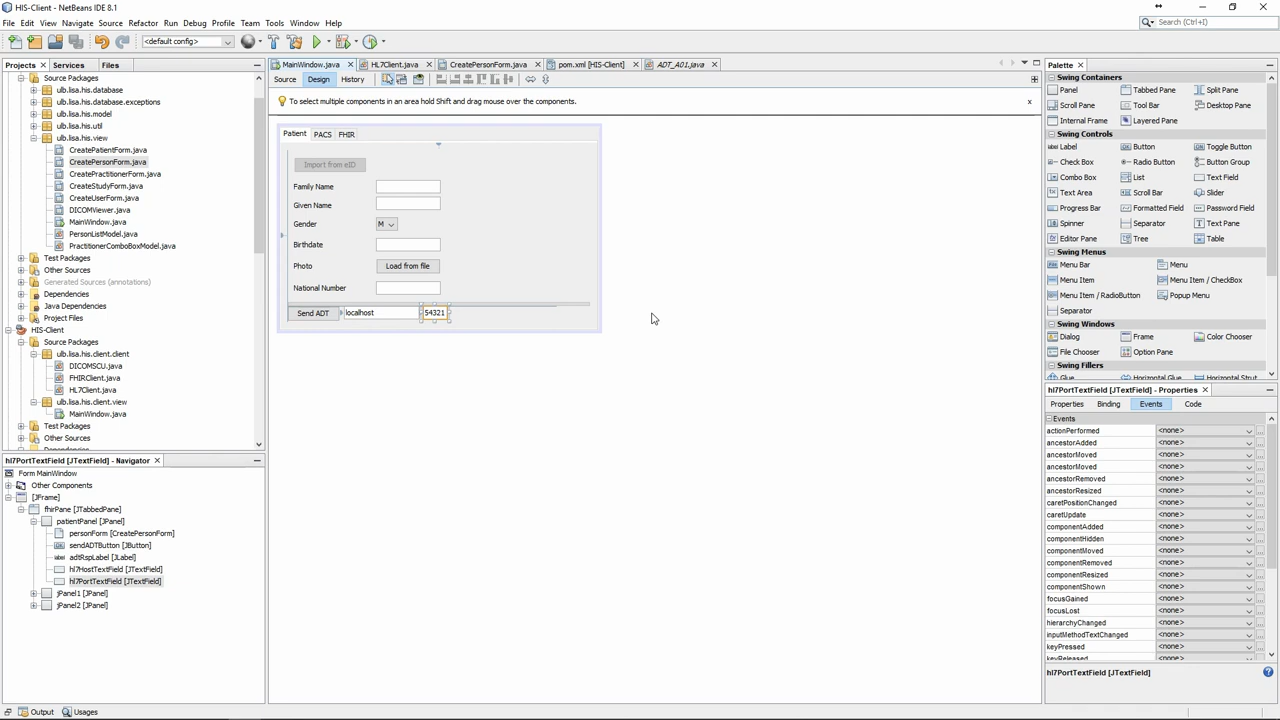 HIS-Client - NetBeans IDE 8.1
File Edit View Navigate Source Refactor Run Debug Profile Team Tools Window Help
Search (Ctrl+I)
<default config>
Projects Services Files
MainWindow.java HL7Client.java CreatePersonForm.java pom.xml [HIS-Client] ADT_A01.java
Palette
Source Design History
To select multiple components in an area hold Shift and drag mouse over the components.
Source Packages
ulb.lisa.his.database
ulb.lisa.his.database.exceptions
ulb.lisa.his.model
ulb.lisa.his.util
ulb.lisa.his.view
CreatePatientForm.java
CreatePersonForm.java
CreatePractitionerForm.java
CreateStudyForm.java
CreateUserForm.java
DICOMViewer.java
MainWindow.java
PersonListModel.java
PractitionerComboBoxModel.java
Test Packages
Other Sources
Generated Sources (annotations)
Dependencies
Java Dependencies
Project Files
HIS-Client
Source Packages
ulb.lisa.his.client.client
DICOMSCU.java
FHIRClient.java
HL7Client.java
ulb.lisa.his.client.view
MainWindow.java
Test Packages
Other Sources
hl7PortTextField [JTextField] - Navigator
Form MainWindow
Other Components
[JFrame]
fhirPane [JTabbedPane]
patientPanel [JPanel]
personForm [CreatePersonForm]
sendADTButton [JButton]
adtRspLabel [JLabel]
hl7HostTextField [JTextField]
hl7PortTextField [JTextField]
jPanel1 [JPanel]
jPanel2 [JPanel]
Patient PACS FHIR
Import from eID
Family Name
Given Name
Gender M
Birthdate
Photo Load from file
National Number
Send ADT localhost 54321
Swing Containers
Panel Tabbed Pane Split Pane
Scroll Pane Tool Bar Desktop Pane
Internal Frame Layered Pane
Swing Controls
Label Button Toggle Button
Check Box Radio Button Button Group
Combo Box List Text Field
Text Area Scroll Bar Slider
Progress Bar Formatted Field Password Field
Spinner Separator Text Pane
Editor Pane Tree Table
Swing Menus
Menu Bar Menu
Menu Item Menu Item / CheckBox
Menu Item / RadioButton Popup Menu
Separator
Swing Windows
Dialog Frame Color Chooser
File Chooser Option Pane
Swing Fillers
Glue Horizontal Glue Horizontal Strut
hl7PortTextField [JTextField] - Properties
Properties Binding Events Code
Events
actionPerformed <none>
ancestorAdded <none>
ancestorMoved <none>
ancestorMoved <none>
ancestorRemoved <none>
ancestorResized <none>
caretPositionChanged <none>
caretUpdate <none>
componentAdded <none>
componentHidden <none>
componentMoved <none>
componentRemoved <none>
componentResized <none>
componentShown <none>
focusGained <none>
focusLost <none>
hierarchyChanged <none>
inputMethodTextChanged <none>
keyPressed <none>
keyReleased <none>
hl7PortTextField [JTextField]
Output Usages